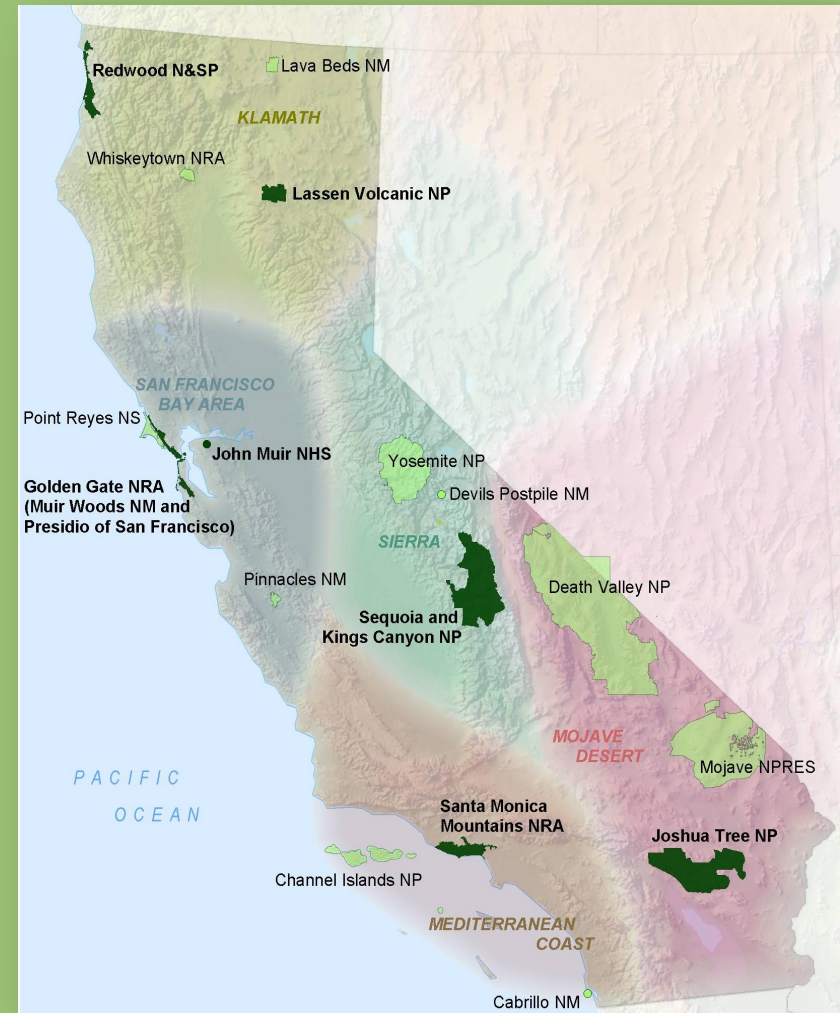 Redwood N&SP
Lava Beds NM
KLAMATH
Whiskeytown NRA
Lassen Volcanic NP
SAN FRANCISCO
BAY AREA
Point Reyes NS
John Muir NHS
Yosemite NP
Golden Gate NRA
(Muir Woods NM and
Presidio of San Francisco)
Devils Postpile NM
SIERRA
Pinnacles NM
Death Valley NP
Sequoia and
Kings Canyon NP
MOJAVE
DESERT
Mojave NPRES
PACIFIC
OCEAN
Santa Monica
Mountains NRA
Joshua Tree NP
Channel Islands NP
MEDITERRANEAN
COAST
Cabrillo NM